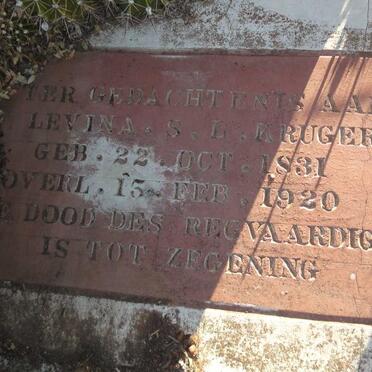 TER GEDACHTENIS AAN
LEVINA. S. L. KRUGER
GEB. 22 OCT. 1831
OVERL. 15 FEB. 1920
DOOD DES REGVAARDIG
IS TOT ZEGENING